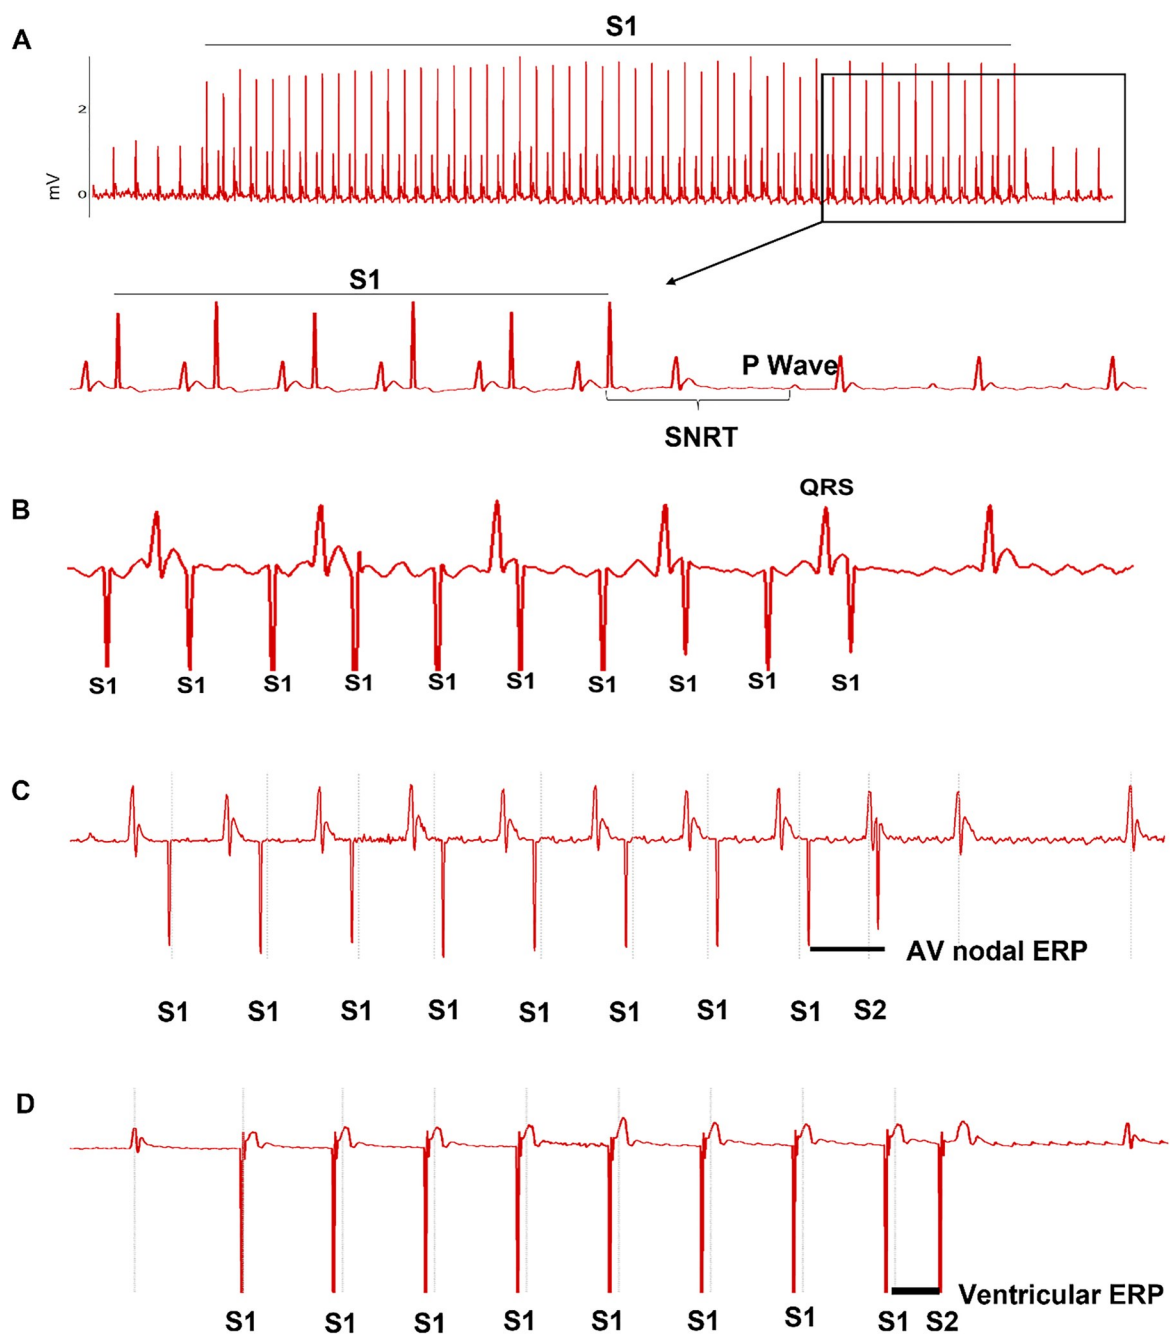 A
S1
2
0
mV
S1
P Wave
SNRT
B
QRS
S1 S1 S1 S1 S1 S1 S1 S1 S1 S1
C
AV nodal ERP
S1 S1 S1 S1 S1 S1 S1 S1 S2
D
Ventricular ERP
S1 S1 S1 S1 S1 S1 S1 S1 S2